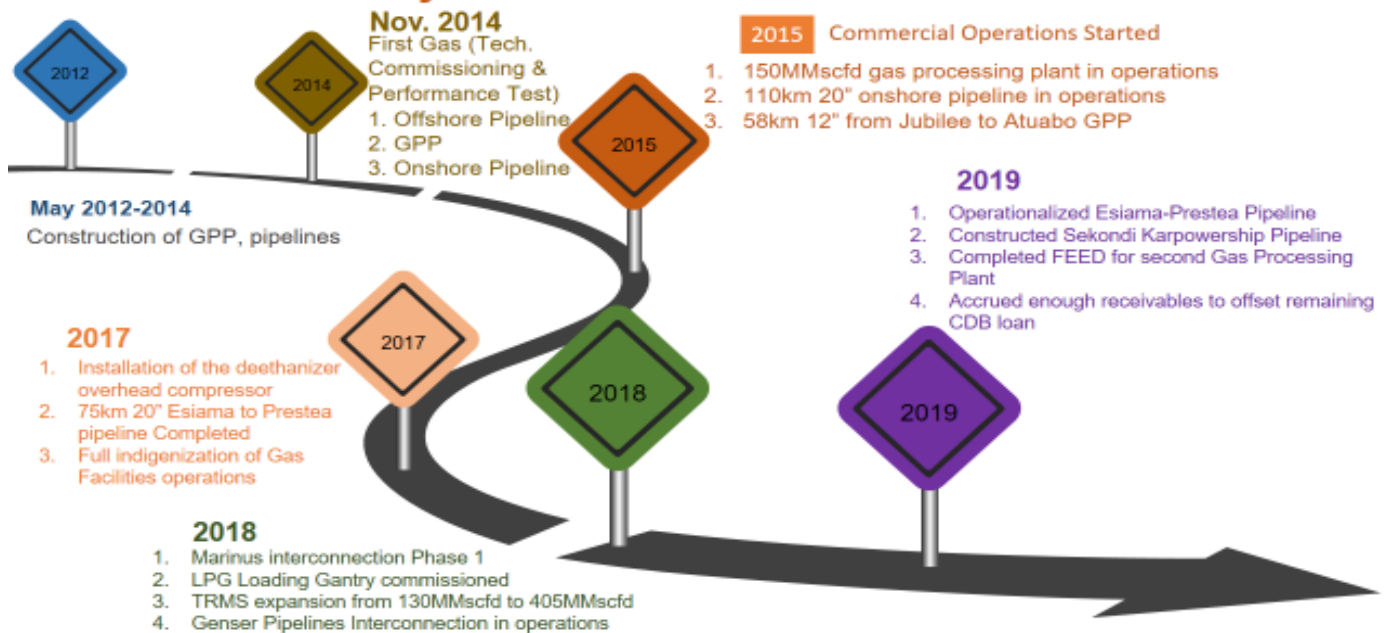 2012
2014
Nov. 2014
First Gas (Tech.
Commissioning &
Performance Test)
1. Offshore Pipeline
2. GPP
3. Onshore Pipeline
2015
2015 Commercial Operations Started
1. 150MMscfd gas processing plant in operations
2. 110km 20" onshore pipeline in operations
3. 58km 12" from Jubilee to Atuabo GPP
May 2012-2014
Construction of GPP, pipelines
2019
1. Operationalized Esiama-Prestea Pipeline
2. Constructed Sekondi Karpowership Pipeline
3. Completed FEED for second Gas Processing
Plant
4. Accrued enough receivables to offset remaining
CDB loan
2017
1. Installation of the deethanizer
overhead compressor
2. 75km 20" Esiama to Prestea
pipeline Completed
3. Full indigenization of Gas
Facilities operations
2017
2018
2019
2018
1. Marinus interconnection Phase 1
2. LPG Loading Gantry commissioned
3. TRMS expansion from 130MMscfd to 405MMscfd
4. Genser Pipelines Interconnection in operations